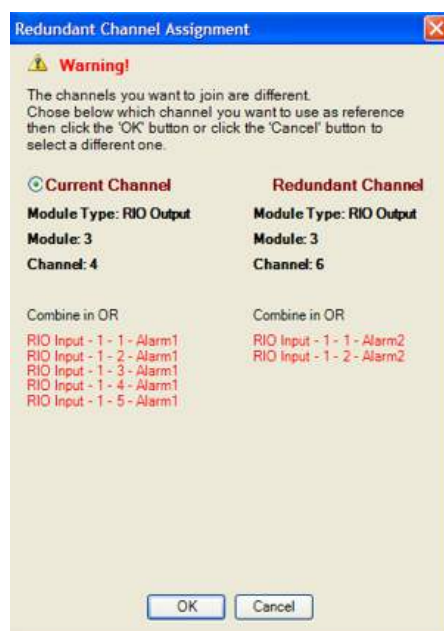 Redundant Channel Assignment
Warning!
The channels you want to join are different.
Chose below which channel you want to use as reference
then click the 'OK' button or click the 'Cancel' button to
select a different one.
Current Channel
Module Type: RIO Output
Module: 3
Channel: 4
Combine in OR
RIO Input - 1 - 1 - Alarm1
RIO Input - 1 - 2 - Alarm1
RIO Input - 1 - 3 - Alarm1
RIO Input - 1 - 4 - Alarm1
RIO Input - 1 - 5 - Alarm1
Redundant Channel
Module Type: RIO Output
Module: 3
Channel: 6
Combine in OR
RIO Input - 1 - 1 - Alarm2
RIO Input - 1 - 2 - Alarm2
OK
Cancel